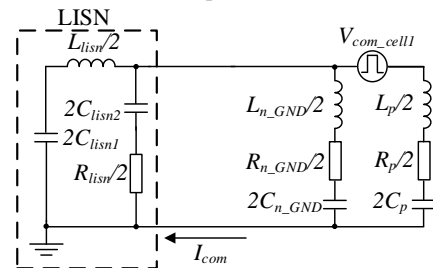 LISN
L_lisn/2
V_com_cell1
2C_lisn2
2C_lisn1
R_lisn/2
L_n_GND/2
L_p/2
R_n_GND/2
R_p/2
2C_n_GND
2C_p
I_com